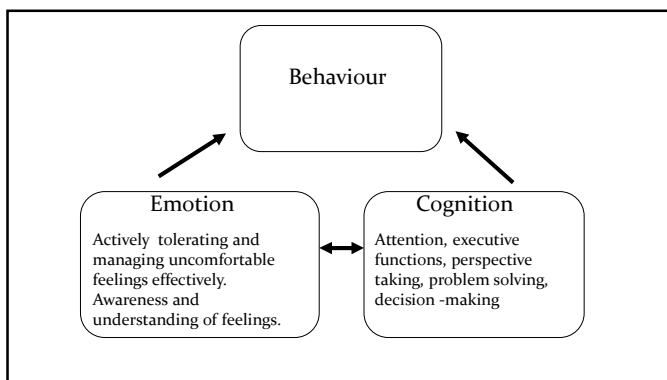 Behaviour
Emotion
Actively tolerating and
managing uncomfortable
feelings effectively.
Awareness and
understanding of feelings.
Cognition
Attention, executive
functions, perspective
taking, problem solving,
decision -making